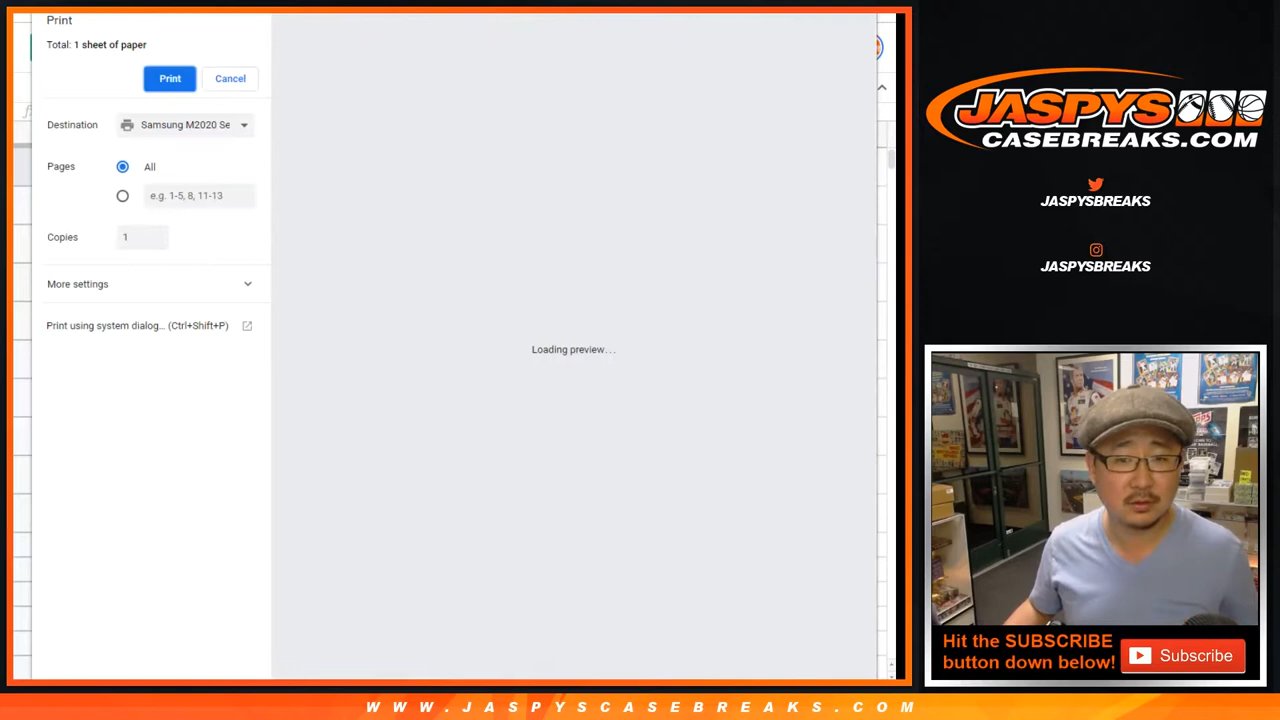 Print
Total: 1 sheet of paper
Print
Cancel
Destination
Samsung M2020 Se
Pages
All
e.g. 1-5, 8, 11-13
Copies
1
More settings
Print using system dialog... (Ctrl+Shift+P)
Loading preview...
JASPYS
CASEBREAKS.COM
JASPYSBREAKS
JASPYSBREAKS
Hit the SUBSCRIBE
button down below!
Subscribe
WWW.JASPYSCASEBREAKS.COM